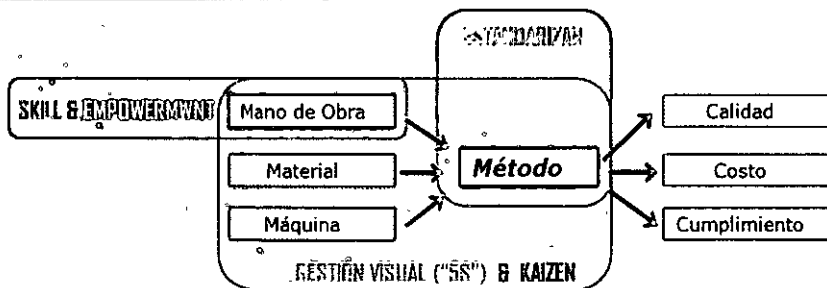 SKILL & EMPOWERMWNT
Mano de Obra
Calidad
Material
Método
Costo
Máquina
Cumplimiento
GESTIÓN VISUAL ("5S") & KAIZEN